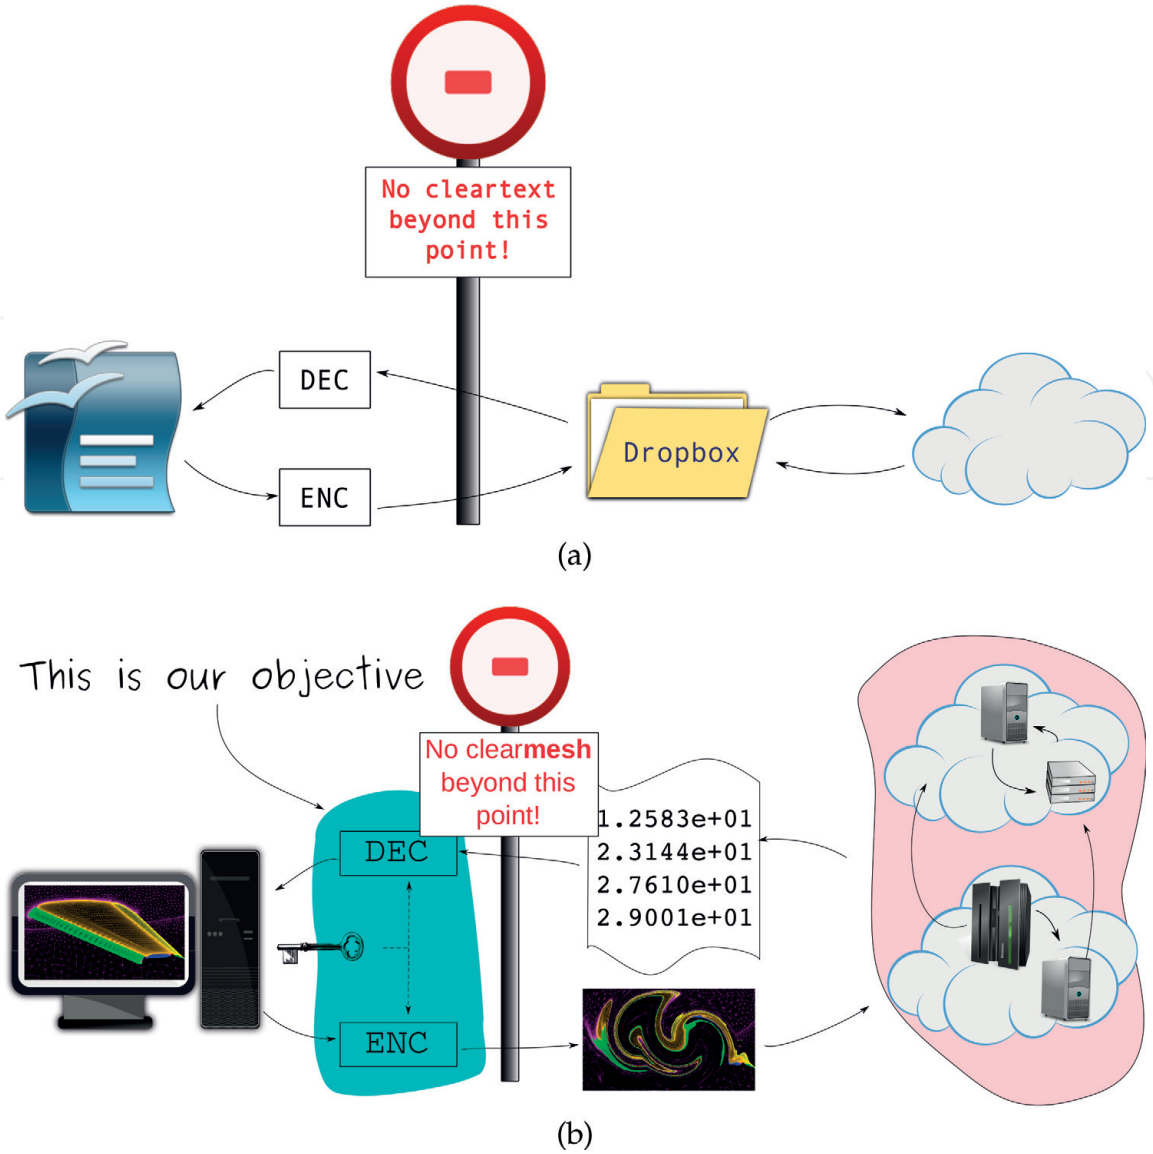 No cleartext
beyond this
point!
DEC
ENC
Dropbox
(a)
This is our objective
No clearmesh
beyond this
point!
1.2583e+01
2.3144e+01
2.7610e+01
2.9001e+01
DEC
ENC
(b)